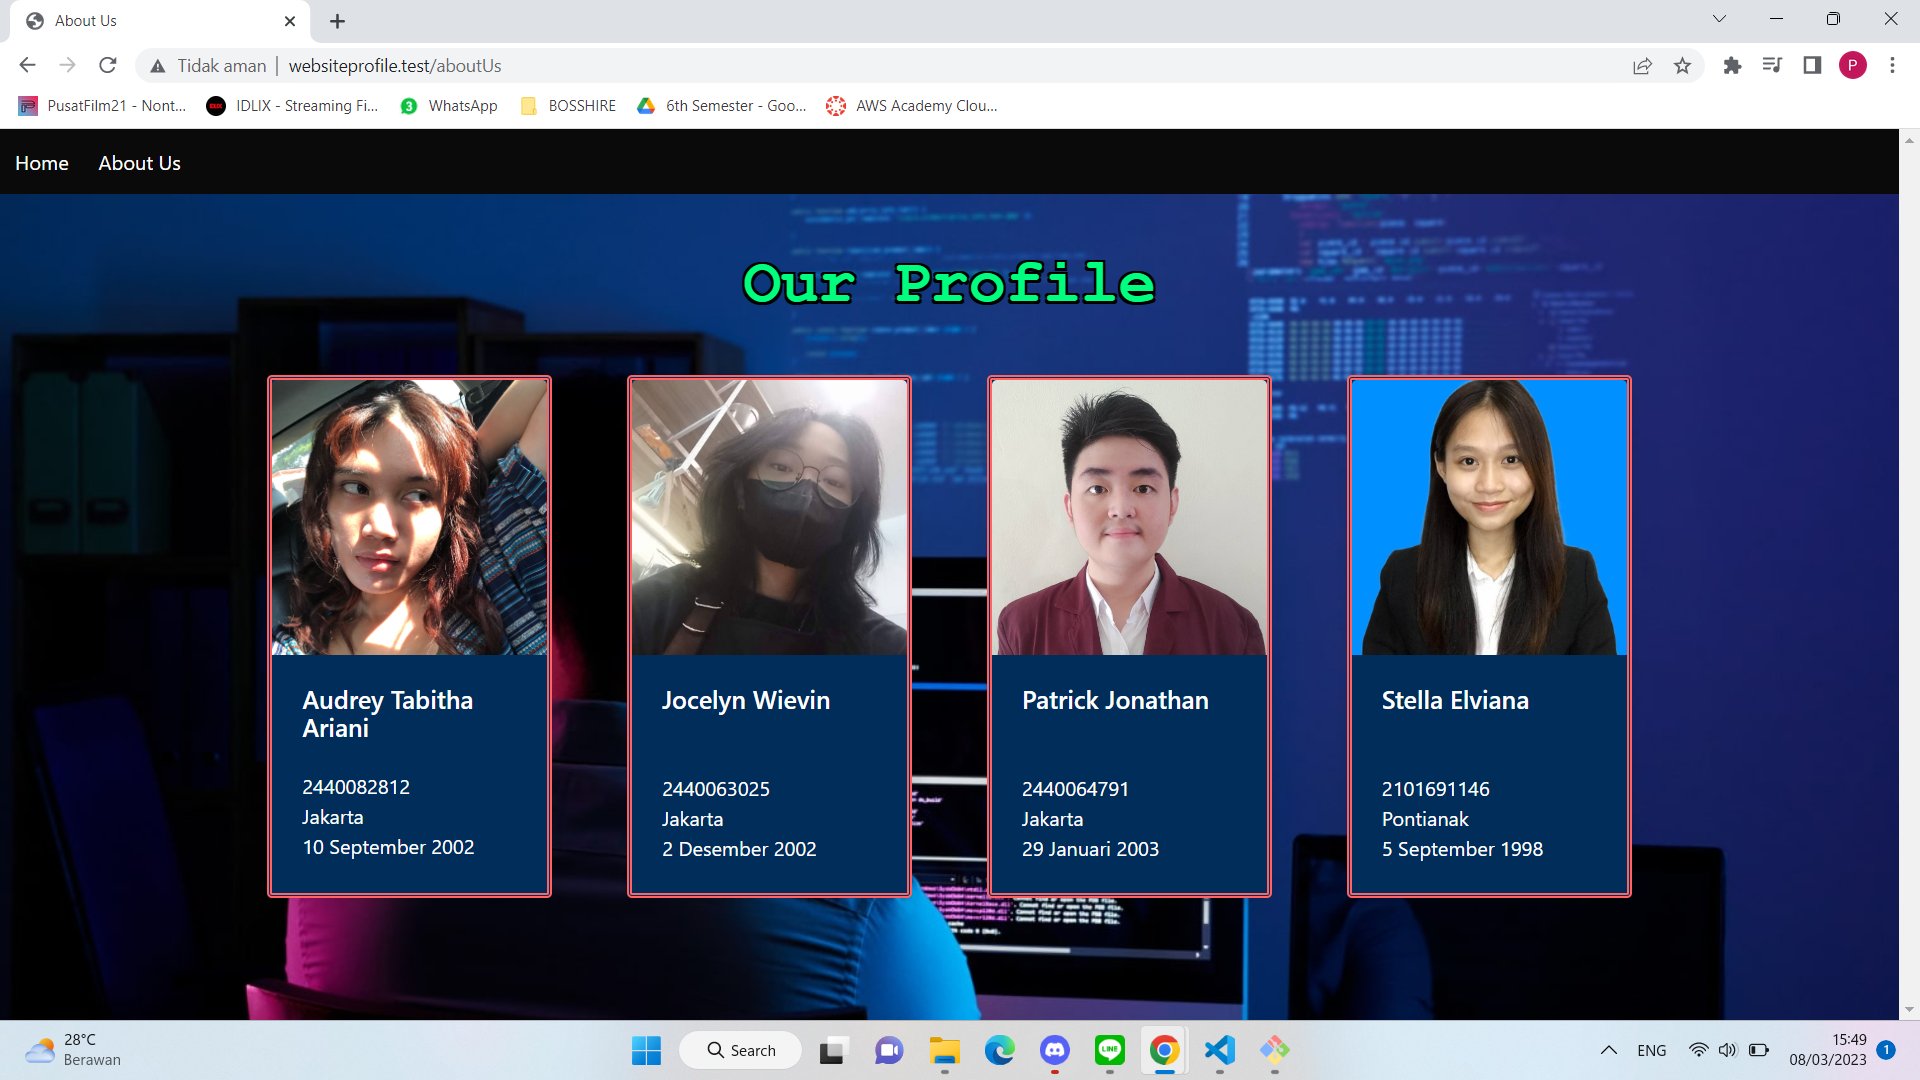 About Us
Tidak aman | websiteprofile.test/aboutUs
PusatFilm21 - Nont...
IDLIX - Streaming Fi...
WhatsApp
BOSSHIRE
6th Semester - Goo...
AWS Academy Clou...
P
3
Home
About Us
Our Profile
Audrey Tabitha
Ariani
2440082812
Jakarta
10 September 2002
Jocelyn Wievin
2440063025
Jakarta
2 Desember 2002
Patrick Jonathan
2440064791
Jakarta
29 Januari 2003
Stella Elviana
2101691146
Pontianak
5 September 1998
28°C
Berawan
Search
LINE
ENG
15:49
08/03/2023
1